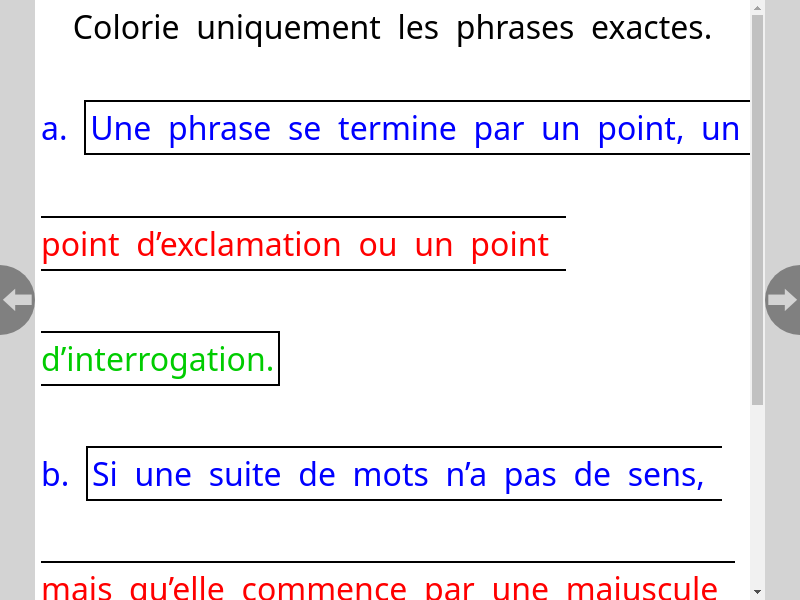 Colorie uniquement les phrases exactes.
a. Une phrase se termine par un point, un
point d’exclamation ou un point
d’interrogation.
b. Si une suite de mots n’a pas de sens,
mais qu’elle commence par une majuscule